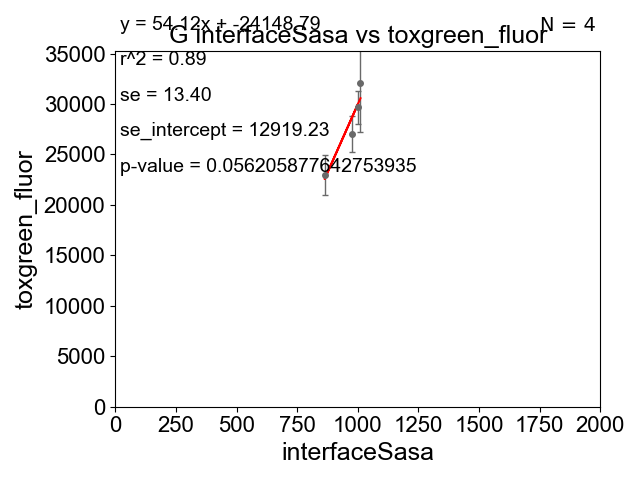 y = 54.12x + -24148.79
N = 4
G interfaceSasa vs toxgreen_fluor
r^2 = 0.89
se = 13.40
se_intercept = 12919.23
p-value = 0.056205877642753935
toxgreen_fluor
35000
30000
25000
20000
15000
10000
5000
0
0 250 500 750 1000 1250 1500 1750 2000
interfaceSasa